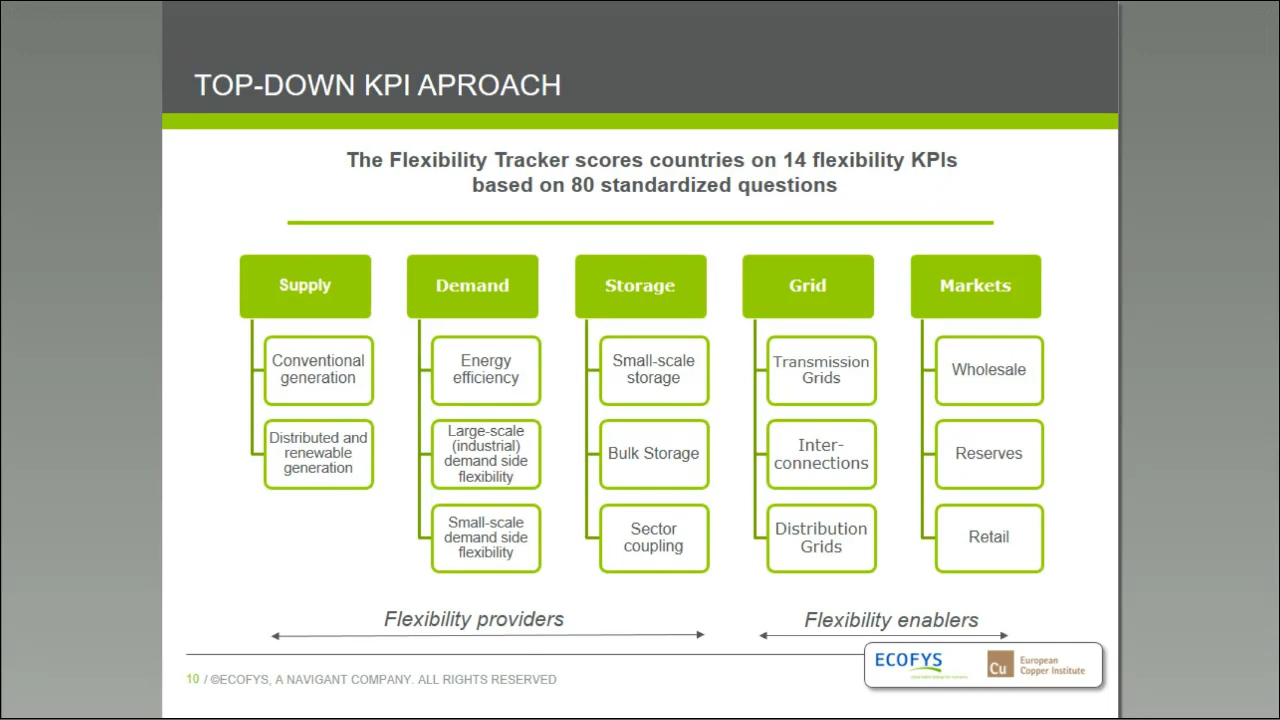 TOP-DOWN KPI APROACH
The Flexibility Tracker scores countries on 14 flexibility KPIs
based on 80 standardized questions
Supply
Conventional
generation
Distributed and
renewable
generation
Demand
Energy
efficiency
Large-scale
(industrial)
demand side
flexibility
Small-scale
demand side
flexibility
Storage
Small-scale
storage
Bulk Storage
Sector
coupling
Grid
Transmission
Grids
Inter-
connections
Distribution
Grids
Markets
Wholesale
Reserves
Retail
Flexibility providers
Flexibility enablers
10 / ©ECOFYS, A NAVIGANT COMPANY. ALL RIGHTS RESERVED
ECOFYS
Cu
European
Copper Institute